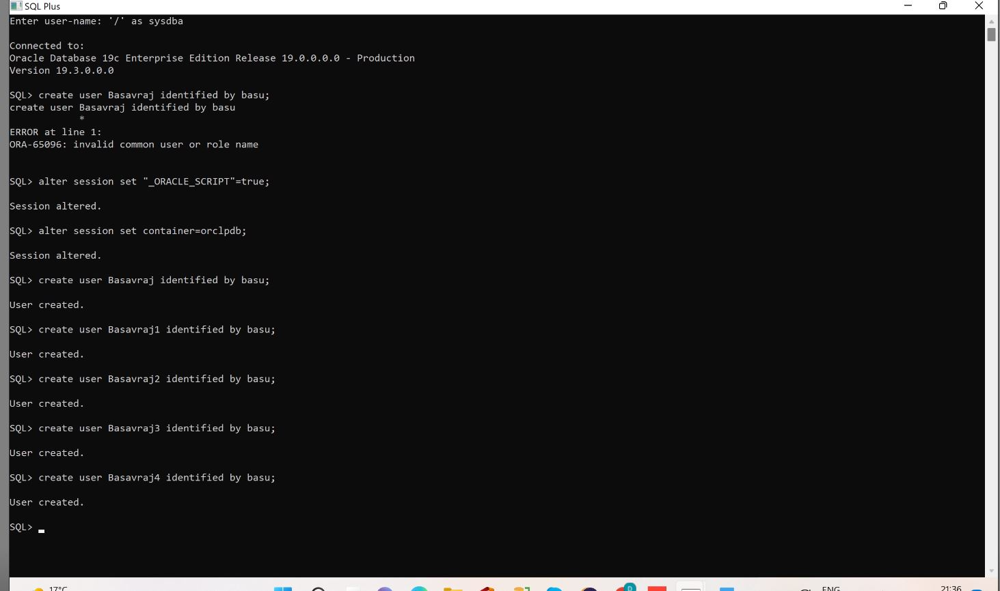 SQL Plus
Enter user-name: '/' as sysdba
Connected to:
Oracle Database 19c Enterprise Edition Release 19.0.0.0.0 - Production
Version 19.3.0.0.0
SQL> create user Basavraj identified by basu;
create user Basavraj identified by basu
*
ERROR at line 1:
ORA-65096: invalid common user or role name
SQL> alter session set "_ORACLE_SCRIPT"=true;
Session altered.
SQL> alter session set container=orclpdb;
Session altered.
SQL> create user Basavraj identified by basu;
User created.
SQL> create user Basavraj1 identified by basu;
User created.
SQL> create user Basavraj2 identified by basu;
User created.
SQL> create user Basavraj3 identified by basu;
User created.
SQL> create user Basavraj4 identified by basu;
User created.
SQL>
17°C
ENG
21:36